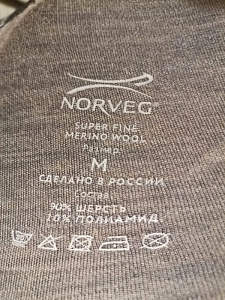 NORVEG®
SUPER FINE
MERINO WOOL
Размер
M
СДЕЛАНО В РОССИИ
Состав
90% ШЕРСТЬ
10% ПОЛИАМИД